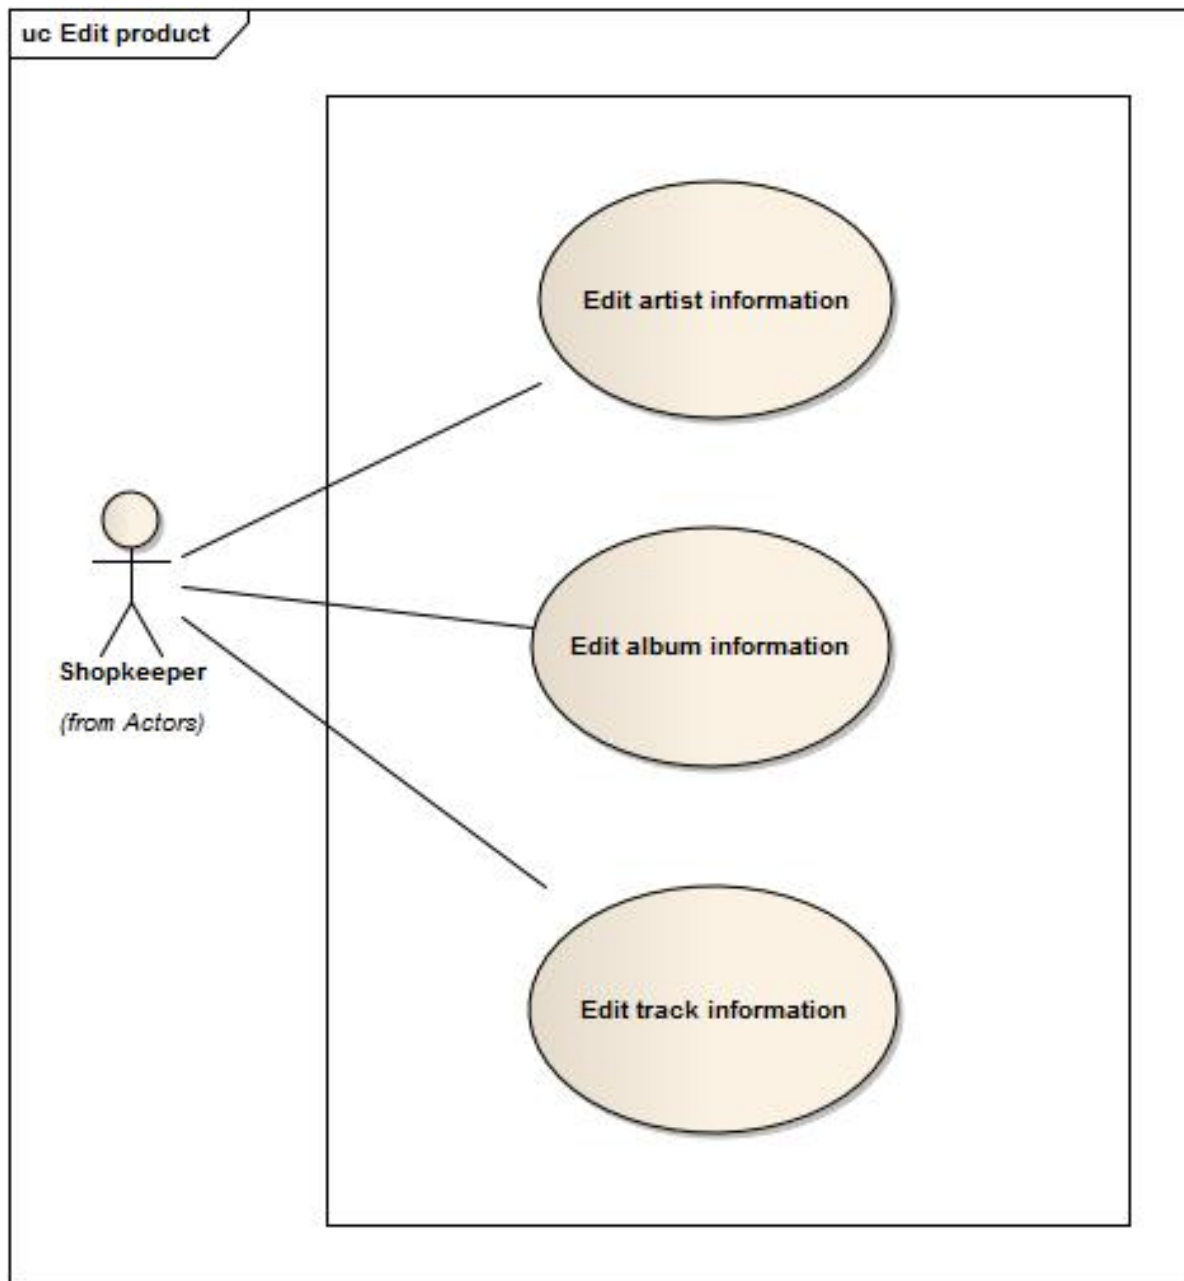 uc Edit product
Edit artist information
Edit album information
Shopkeeper
(from Actors)
Edit track information